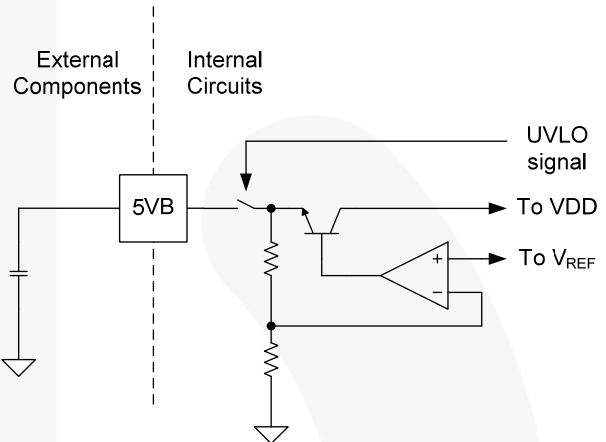 External
Components
Internal
Circuits
UVLO
signal
5VB
To VDD
+
To VREF
−